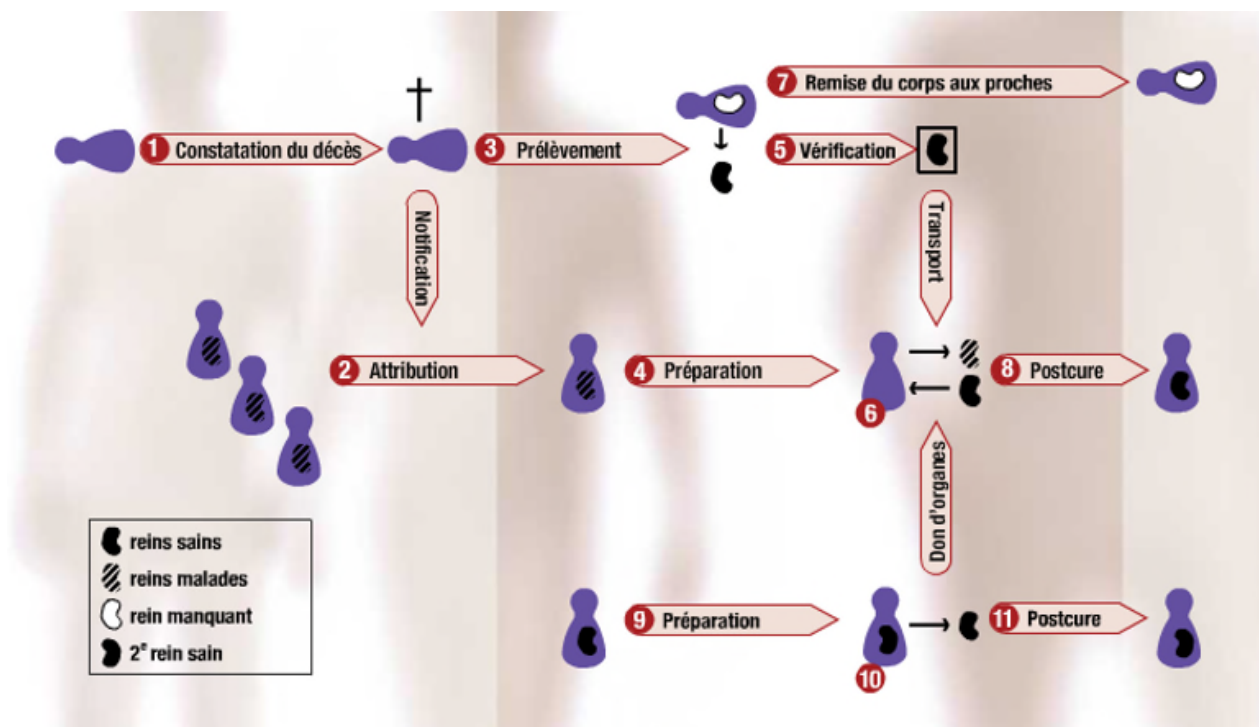 7 Remise du corps aux proches
1 Constatation du décès
3 Prélèvement
5 Vérification
Notification
Transport
2 Attribution
4 Préparation
6
8 Postcure
Don d'organes
reins sains
reins malades
rein manquant
2e rein sain
9 Préparation
10
11 Postcure